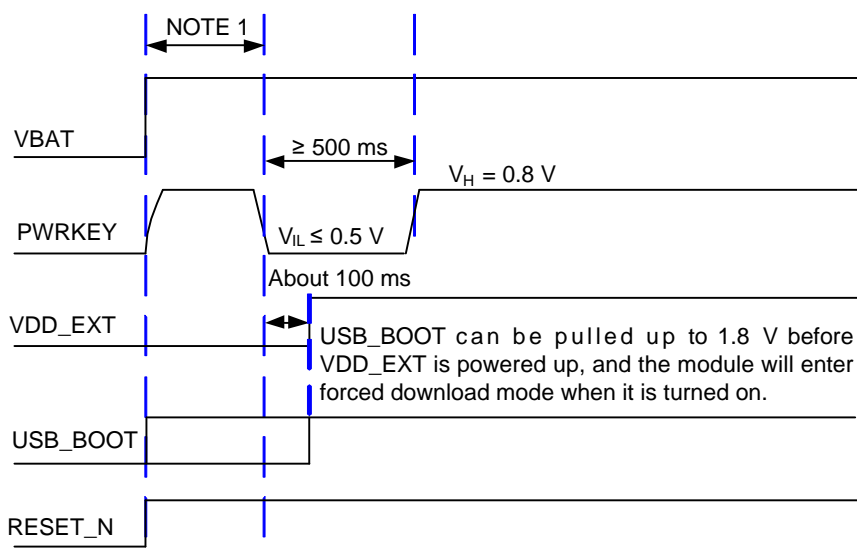 NOTE 1
VBAT
≥ 500 ms
VH = 0.8 V
PWRKEY
VIL ≤ 0.5 V
About 100 ms
VDD_EXT
USB_BOOT can be pulled up to 1.8 V before
VDD_EXT is powered up, and the module will enter
forced download mode when it is turned on.
USB_BOOT
RESET_N